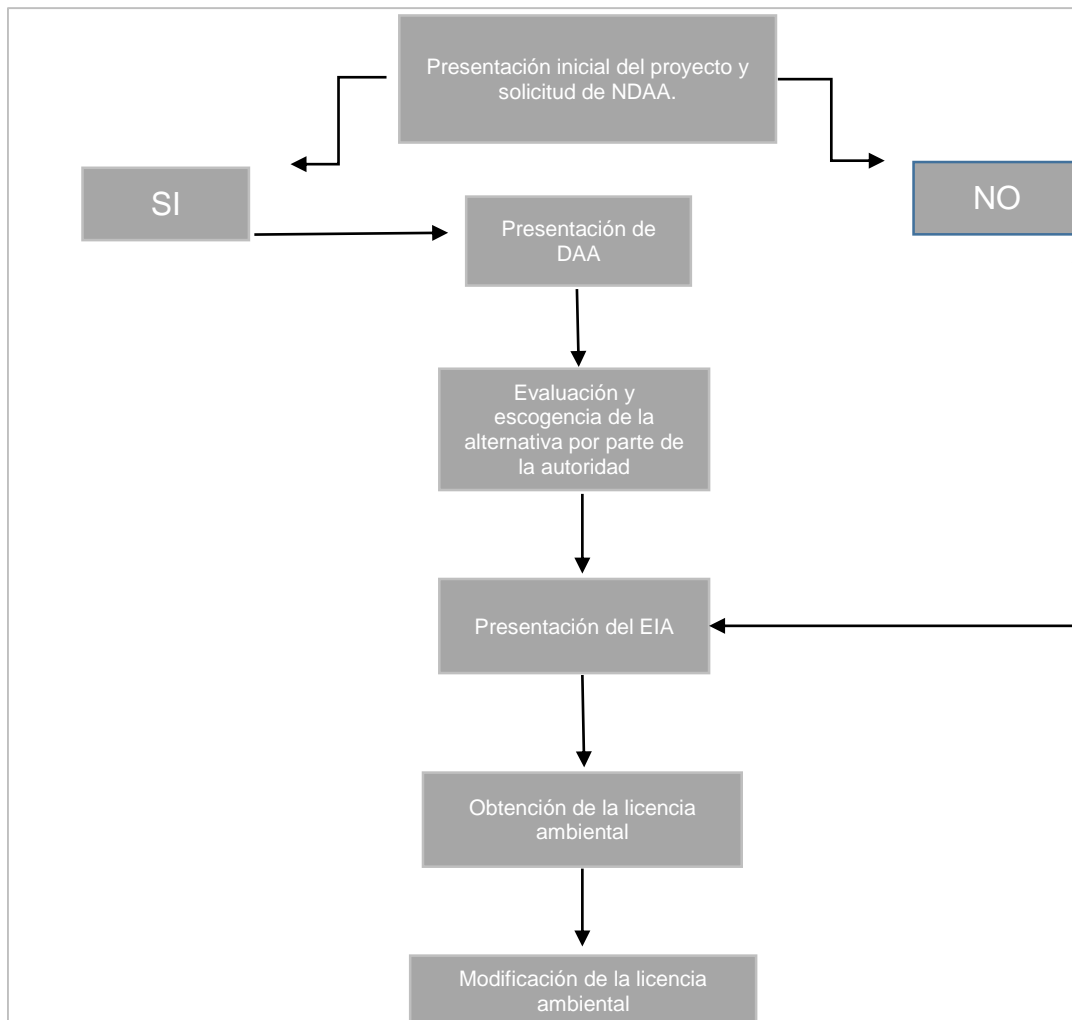 Presentación inicial del proyecto y
solicitud de NDAA.
SI
NO
Presentación de
DAA
Evaluación y
escogencia de la
alternativa por parte de
la autoridad
Presentación del EIA
Obtención de la licencia
ambiental
Modificación de la licencia
ambiental